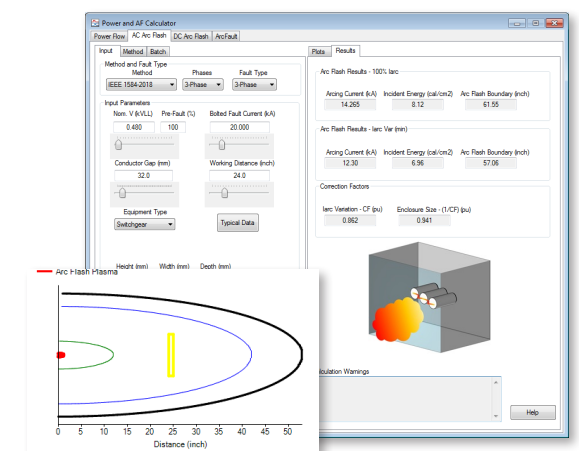 Power and AF Calculator
Power Row AC Arc Flash DC Arc Flash ArcFault
Input Method Batch
Method and Fault Type
Method Phases Fault Type
IEEE 1584-2018 3-Phase 3-Phase
Input Parameters
Nom. V (kVLL) Pre-Fault (%) Bolted Fault Current (kA)
0.480 100 20.000
Conductor Gap (mm) Working Distance (inch)
32.0 24.0
Equipment Type
Switchgear Typical Data
Height (mm) Width (mm) Depth (mm)
Plots Results
Arc Flash Results - 100% Iarc
Arcing Current (kA) Incident Energy (cal/cm2) Arc Flash Boundary (inch)
14.265 8.12 61.55
Arc Flash Results - Iarc Var (min)
Arcing Current (kA) Incident Energy (cal/cm2) Arc Flash Boundary (inch)
12.30 6.96 57.06
Correction Factors
Iarc Variation - CF (pu) Enclosure Size - (1/CF) (pu)
0.862 0.941
alculation Warnings
Help
Arc Flash Plasma
0 5 10 15 20 25 30 35 40 45 50
Distance (inch)